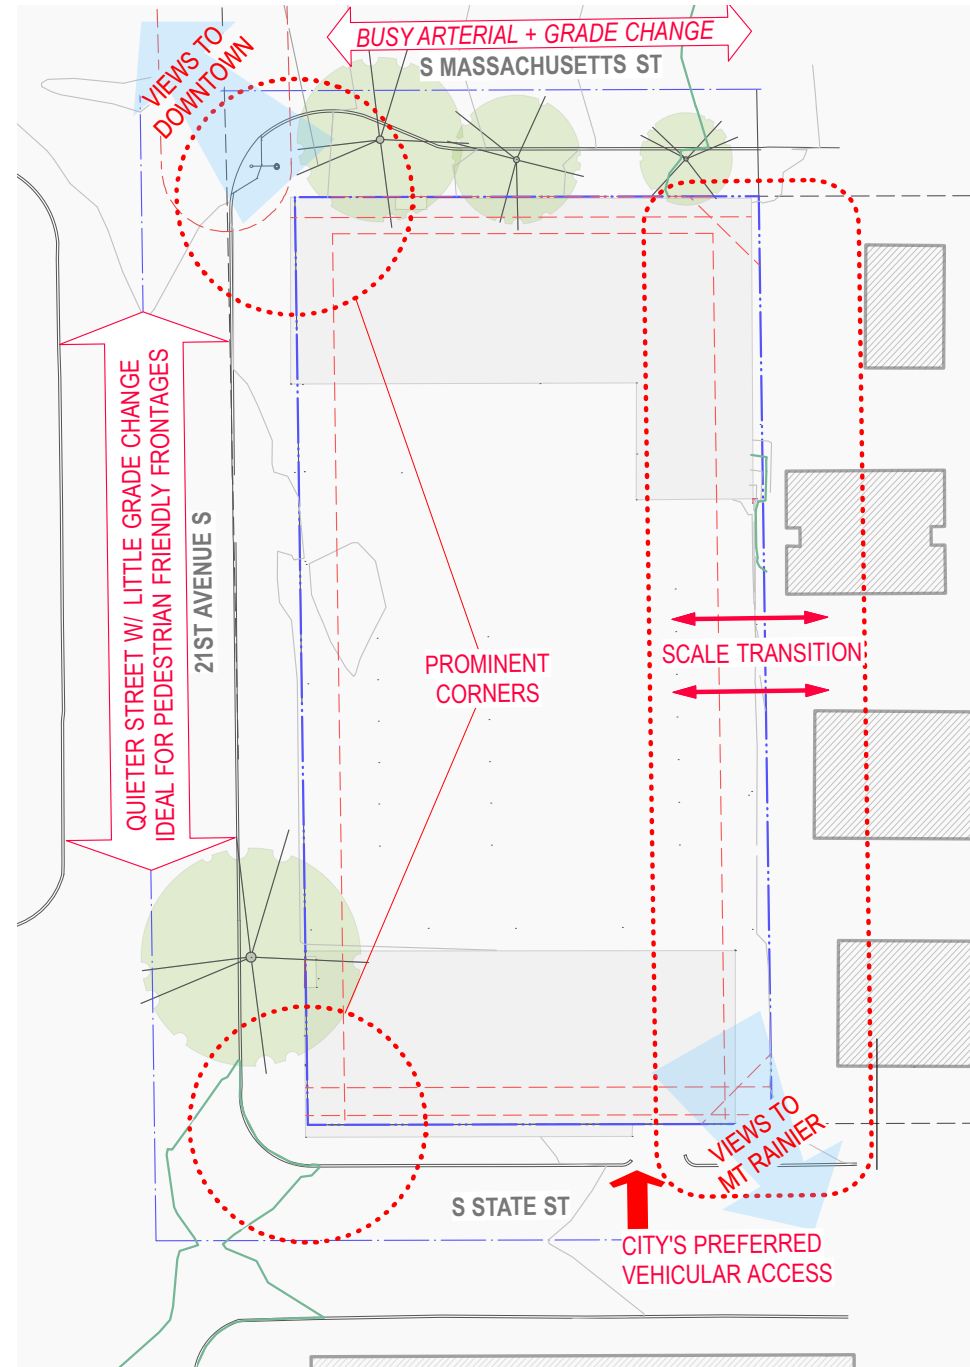 BUSY ARTERIAL + GRADE CHANGE
S MASSACHUSETTS ST
VIEWS TO
DOWNTOWN
QUIETER STREET W/ LITTLE GRADE CHANGE
IDEAL FOR PEDESTRIAN FRIENDLY FRONTAGES
21ST AVENUE S
PROMINENT
CORNERS
SCALE TRANSITION
VIEWS TO
MT RAINIER
S STATE ST
CITY'S PREFERRED
VEHICULAR ACCESS